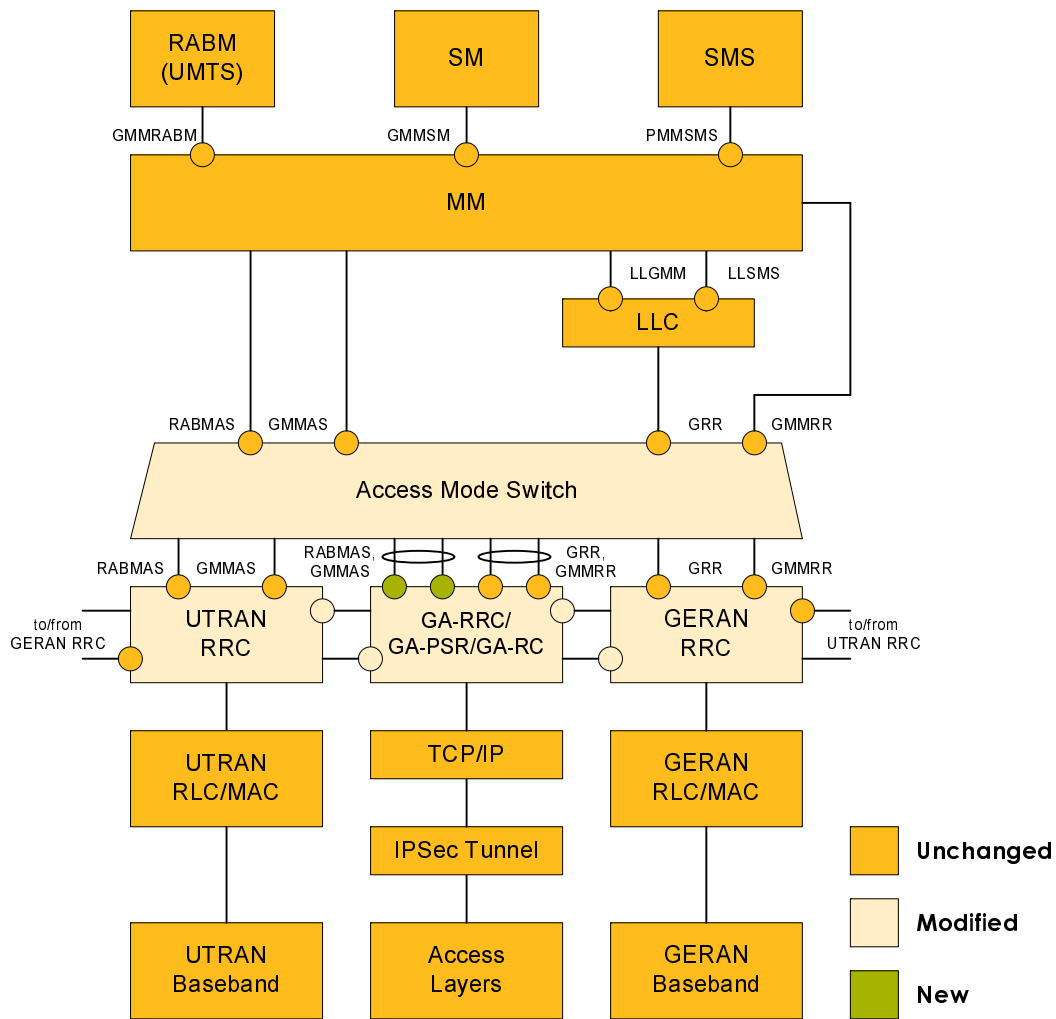 RABM
(UMTS)
SM
SMS
GMMRABM
GMMSM
PMMSMS
MM
LLGMM
LLSMS
LLC
RABMAS
GMMAS
GRR
GMMRR
Access Mode Switch
RABMAS
GMMAS
RABMAS,
GMMAS
GRR,
GMMRR
GRR
GMMRR
to/from
GERAN RRC
UTRAN
RRC
GA-RRC/
GA-PSR/GA-RC
GERAN
RRC
to/from
UTRAN RRC
UTRAN
RLC/MAC
TCP/IP
GERAN
RLC/MAC
IPSec Tunnel
UTRAN
Baseband
Access
Layers
GERAN
Baseband
Unchanged
Modified
New